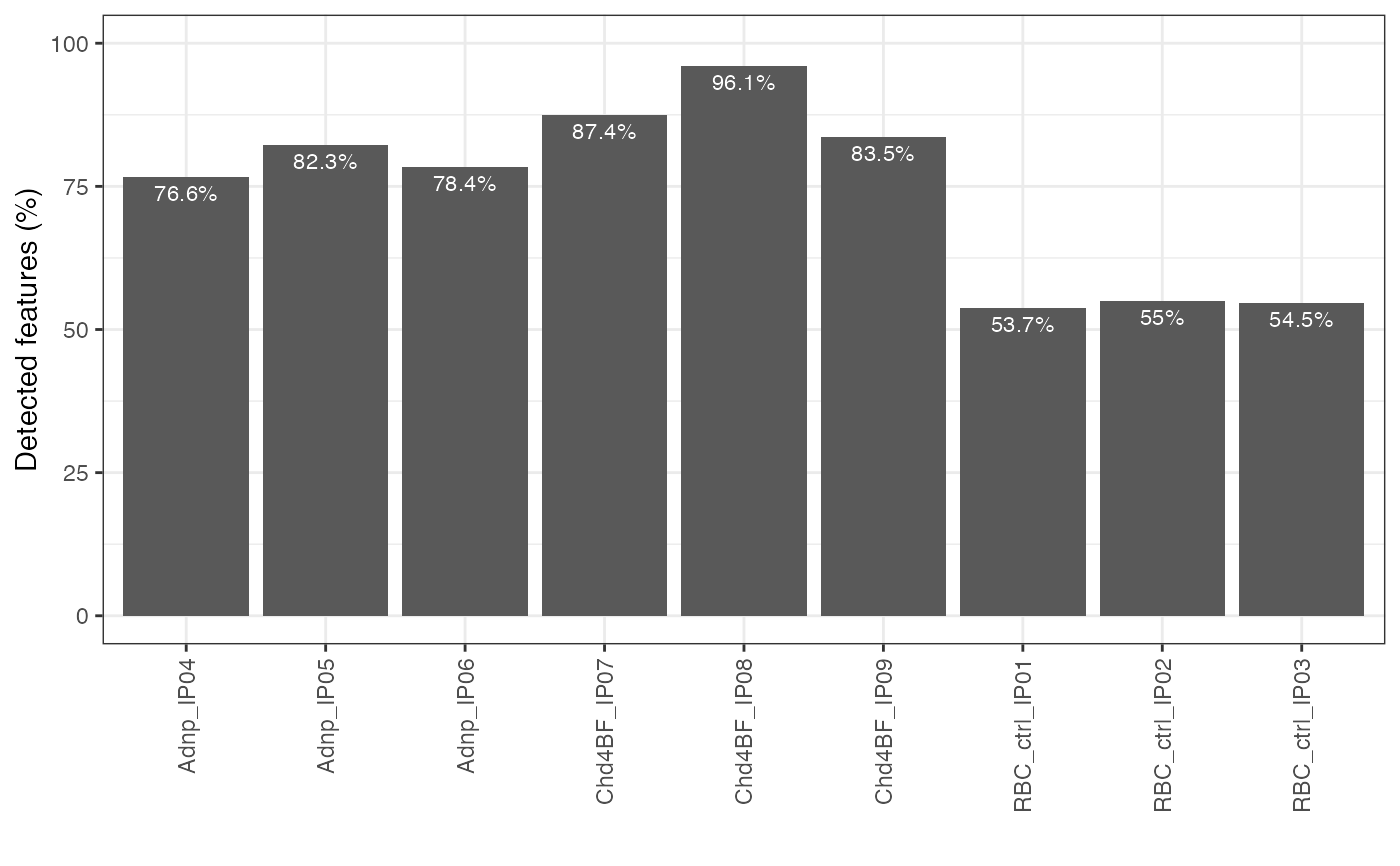 Detected features (%)
100
75
50
25
0
76.6%
82.3%
78.4%
87.4%
96.1%
83.5%
53.7%
55%
54.5%
Adnp_IP04
Adnp_IP05
Adnp_IP06
Chd4BF_IP07
Chd4BF_IP08
Chd4BF_IP09
RBC_ctrl_IP01
RBC_ctrl_IP02
RBC_ctrl_IP03